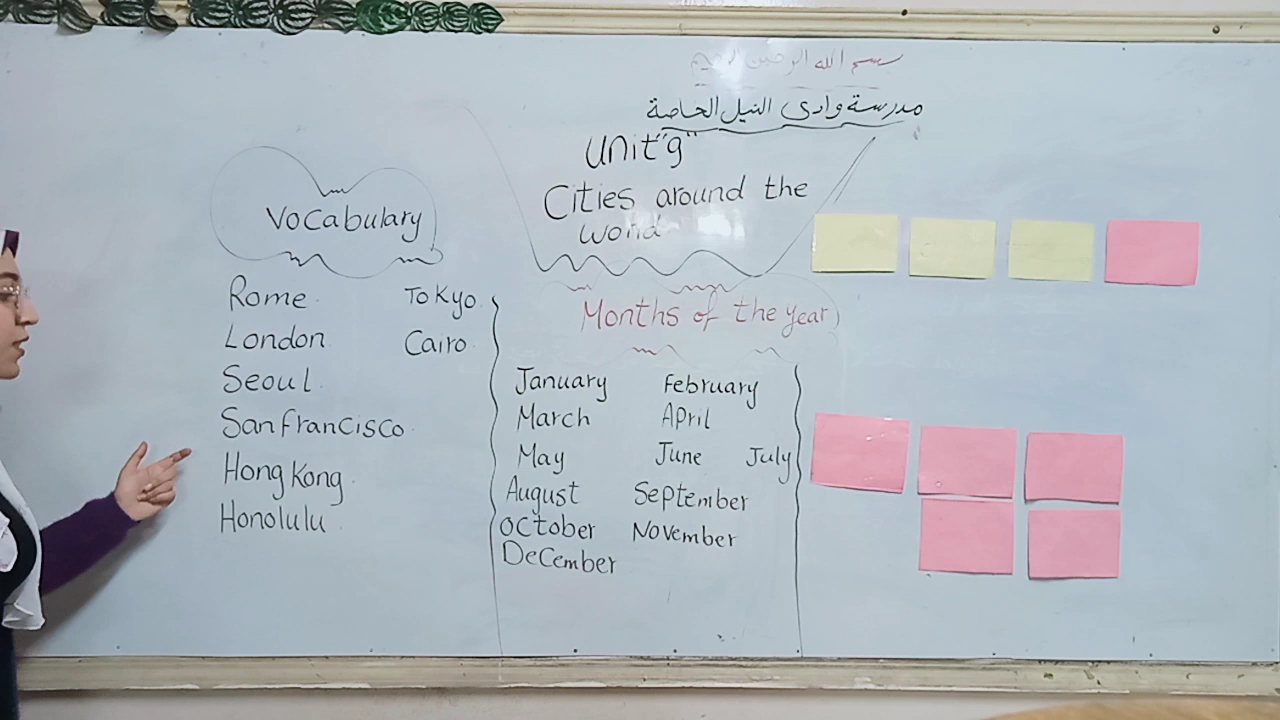 بسم الله الرحمن الرحيم
مدرسة وادى النيل الخاصة
Unit "9"
Cities around the
world
Vocabulary
Rome Tokyo
London Cairo
Seoul
San francisco
Hong Kong
Honolulu
Months of the year
January February
March April
May June July
August September
October November
December